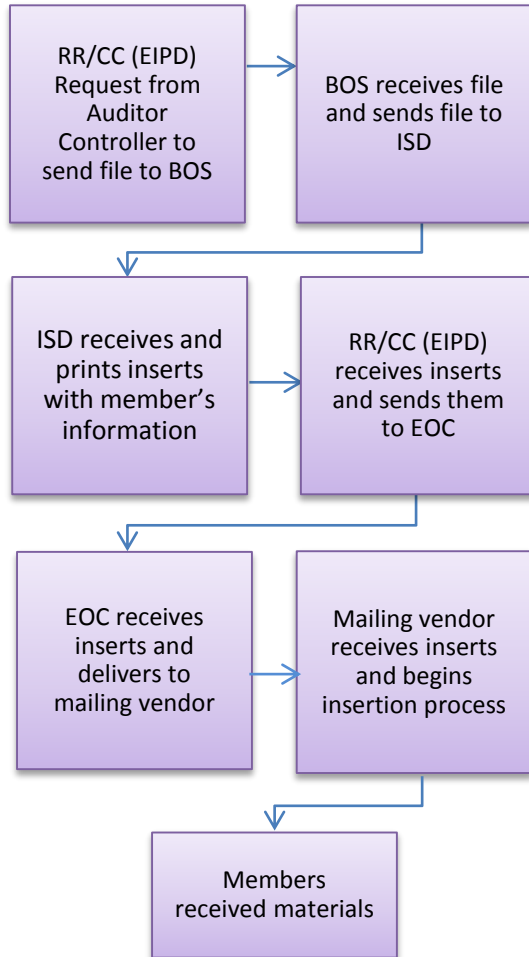 RR/CC (EIPD)
Request from
Auditor
Controller to
send file to BOS
BOS receives file
and sends file to
ISD
ISD receives and
prints inserts
with member’s
information
RR/CC (EIPD)
receives inserts
and sends them
to EOC
EOC receives
inserts and
delivers to
mailing vendor
Mailing vendor
receives inserts
and begins
insertion process
Members
received materials